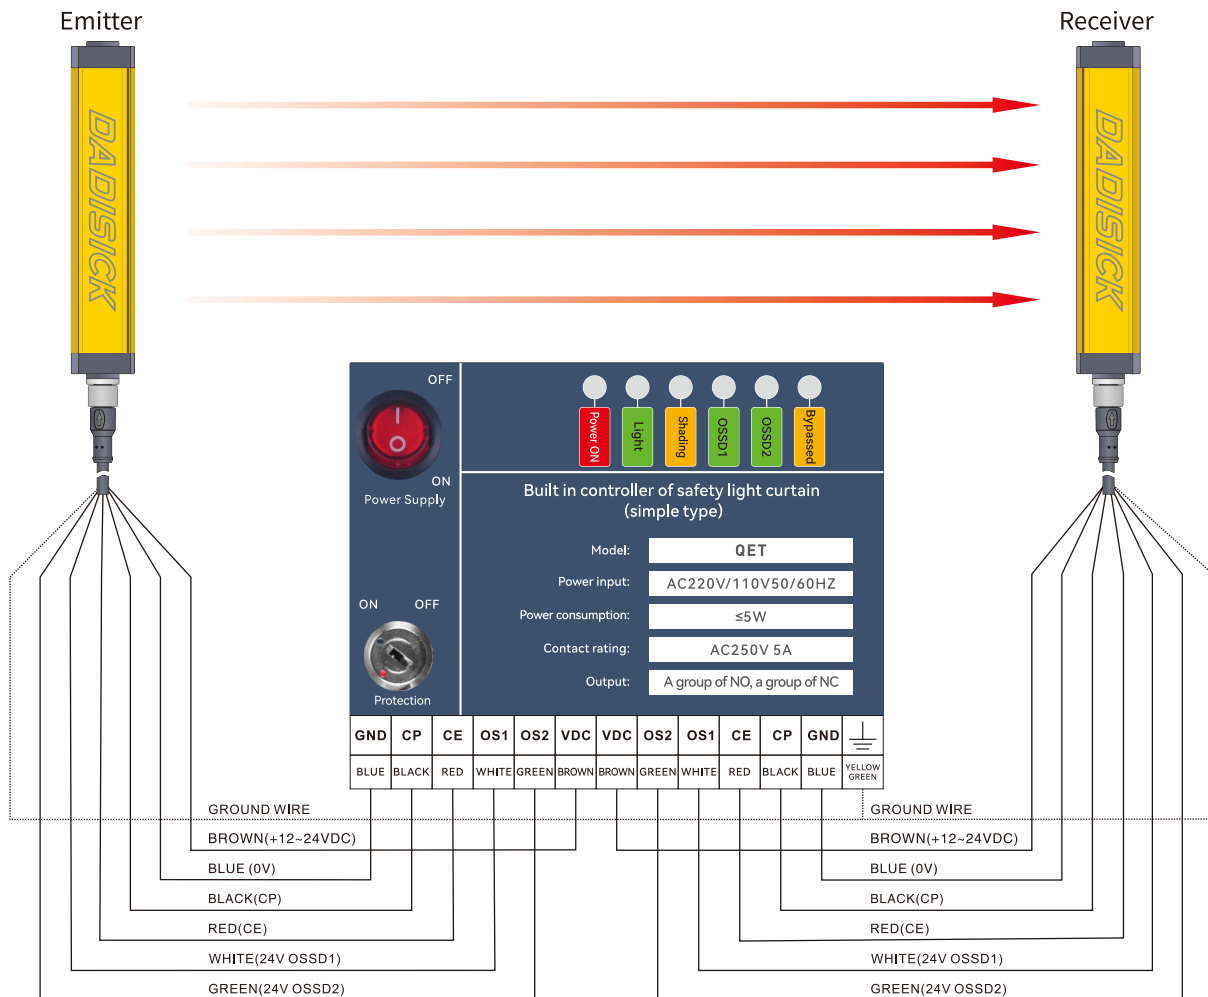 Emitter
Receiver
DADISICK
DADISICK
OFF
ON
Power Supply
ON
OFF
Protection
Power ON
Light
Shading
OSSD1
OSSD2
Bypassed
Built in controller of safety light curtain
(simple type)
Model: QET
Power input: AC220V/110V50/60HZ
Power consumption: ≤5W
Contact rating: AC250V 5A
Output: A group of NO, a group of NC
GND CP CE OS1 OS2 VDC VDC OS2 OS1 CE CP GND
BLUE BLACK RED WHITE GREEN BROWN BROWN GREEN WHITE RED BLACK BLUE YELLOW
GREEN
GROUND WIRE
BROWN(+12~24VDC)
BLUE (0V)
BLACK(CP)
RED(CE)
WHITE(24V OSSD1)
GREEN(24V OSSD2)
GROUND WIRE
BROWN(+12~24VDC)
BLUE (0V)
BLACK(CP)
RED(CE)
WHITE(24V OSSD1)
GREEN(24V OSSD2)